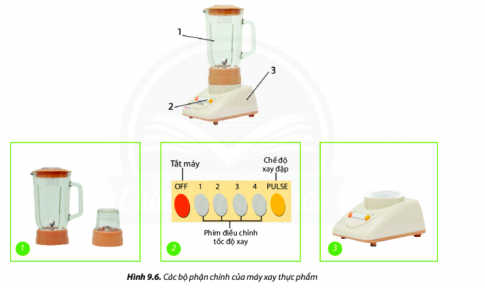 1
3
2
Tắt máy
Chế độ
xay đập
OFF 1 2 3 4 PULSE
Phím điều chỉnh
tốc độ xay
1
2
3
Hình 9.6. Các bộ phận chính của máy xay thực phẩm